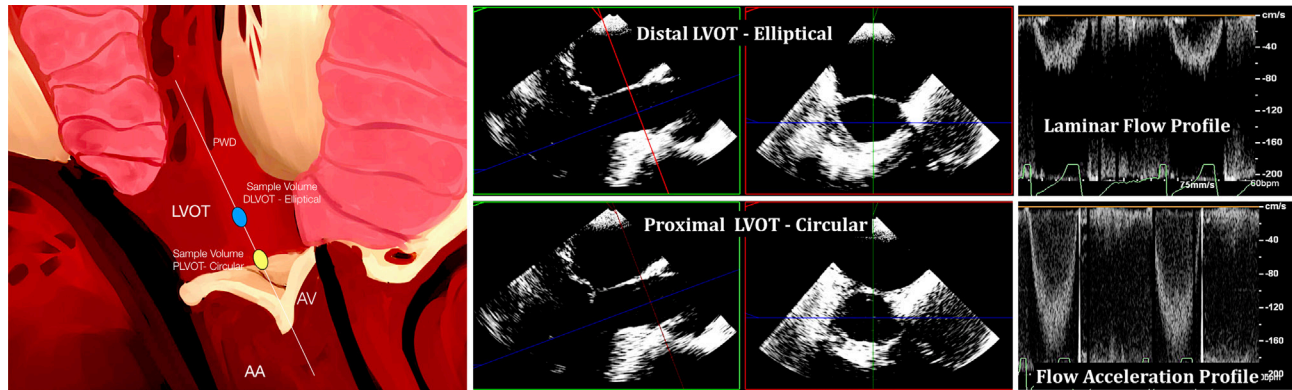 PWD
Sample Volume
DLVOT - Elliptical
LVOT
Sample Volume
PLVOT- Circular
AV
AA
Distal LVOT - Elliptical
Proximal LVOT - Circular
cm/s
-40
-80
-120
Laminar Flow Profile
-160
-200
75mm/s
60bpm
cm/s
-40
-80
-120
-160
-200
Flow Acceleration Profile